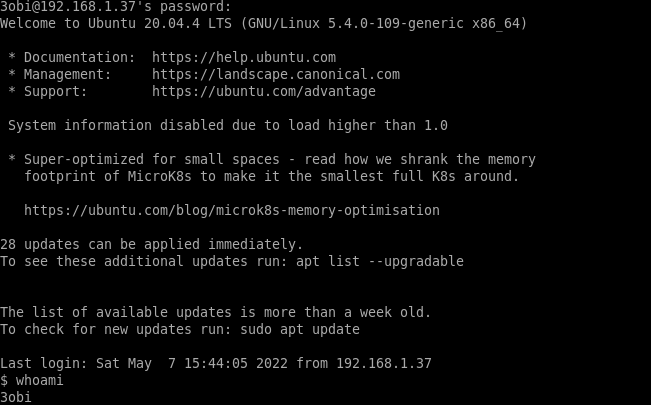 3obi@192.168.1.37's password:
Welcome to Ubuntu 20.04.4 LTS (GNU/Linux 5.4.0-109-generic x86_64)

 * Documentation:  https://help.ubuntu.com
 * Management:     https://landscape.canonical.com
 * Support:        https://ubuntu.com/advantage

 System information disabled due to load higher than 1.0

 * Super-optimized for small spaces - read how we shrank the memory
   footprint of MicroK8s to make it the smallest full K8s around.

   https://ubuntu.com/blog/microk8s-memory-optimisation

28 updates can be applied immediately.
To see these additional updates run: apt list --upgradable


The list of available updates is more than a week old.
To check for new updates run: sudo apt update

Last login: Sat May  7 15:44:05 2022 from 192.168.1.37
$ whoami
3obi